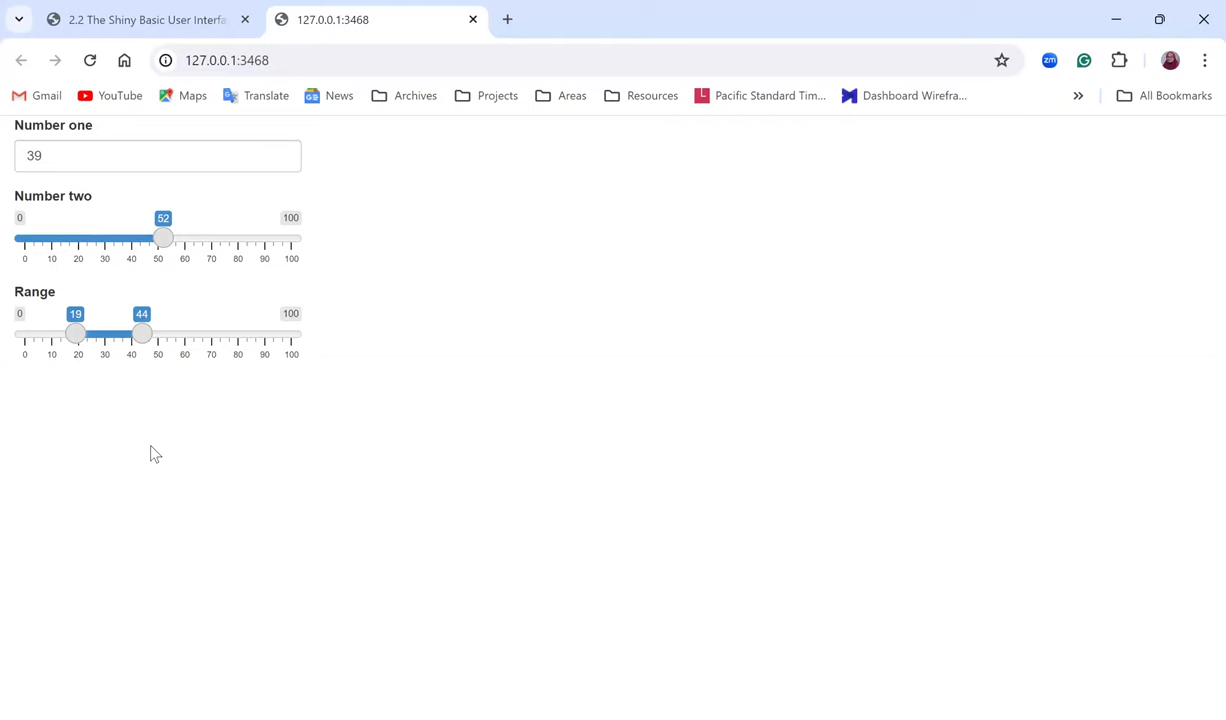 2.2 The Shiny Basic User Interfa
127.0.0.1:3468
127.0.0.1:3468
zm
Gmail YouTube Maps Translate News Archives Projects Areas Resources Pacific Standard Tim... Dashboard Wirefra... » All Bookmarks
Number one
39
Number two
0 52 100
0 10 20 30 40 50 60 70 80 90 100
Range
0 19 44 100
0 10 20 30 40 50 60 70 80 90 100